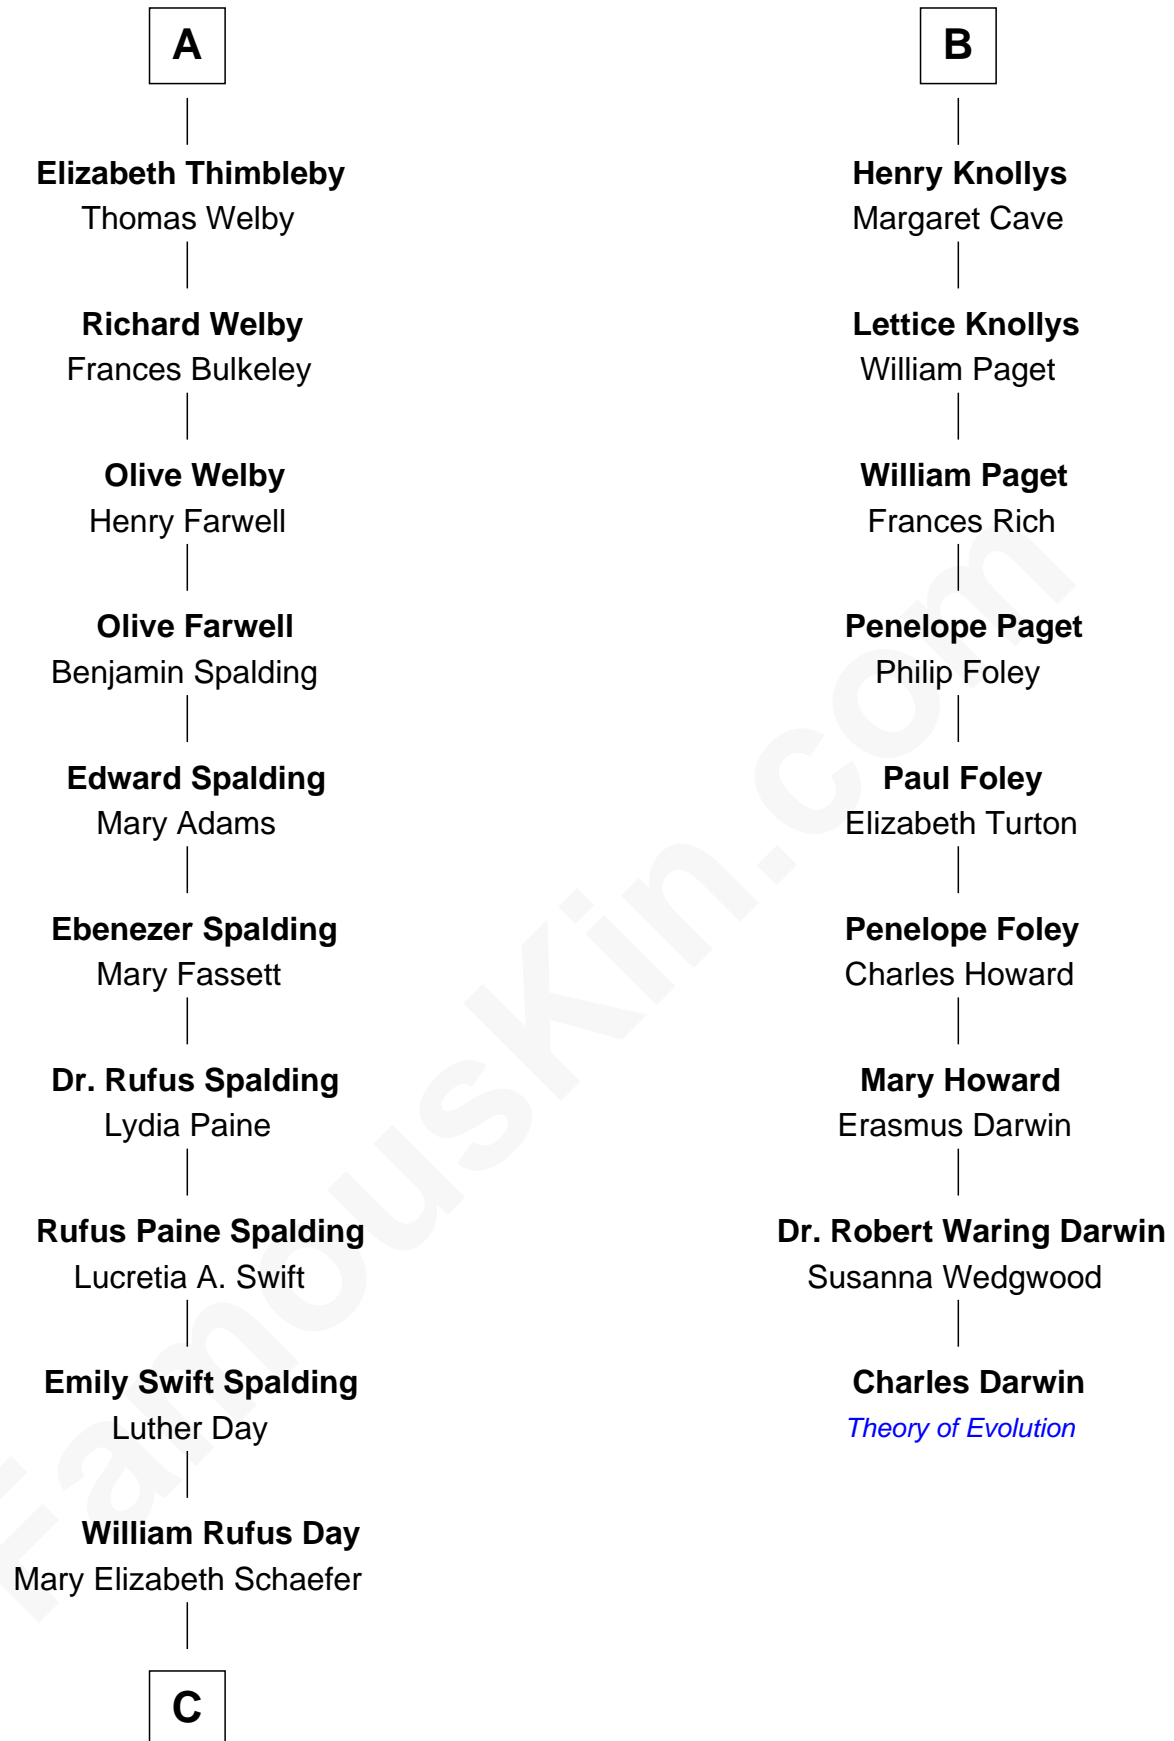 A
Elizabeth Thimbleby
Thomas Welby
Richard Welby
Frances Bulkeley
Olive Welby
Henry Farwell
Olive Farwell
Benjamin Spalding
Edward Spalding
Mary Adams
Ebenezer Spalding
Mary Fassett
Dr. Rufus Spalding
Lydia Paine
Rufus Paine Spalding
Lucretia A. Swift
Emily Swift Spalding
Luther Day
William Rufus Day
Mary Elizabeth Schaefer
C
B
Henry Knollys
Margaret Cave
Lettice Knollys
William Paget
William Paget
Frances Rich
Penelope Paget
Philip Foley
Paul Foley
Elizabeth Turton
Penelope Foley
Charles Howard
Mary Howard
Erasmus Darwin
Dr. Robert Waring Darwin
Susanna Wedgwood
Charles Darwin
Theory of Evolution
FamousKin.com